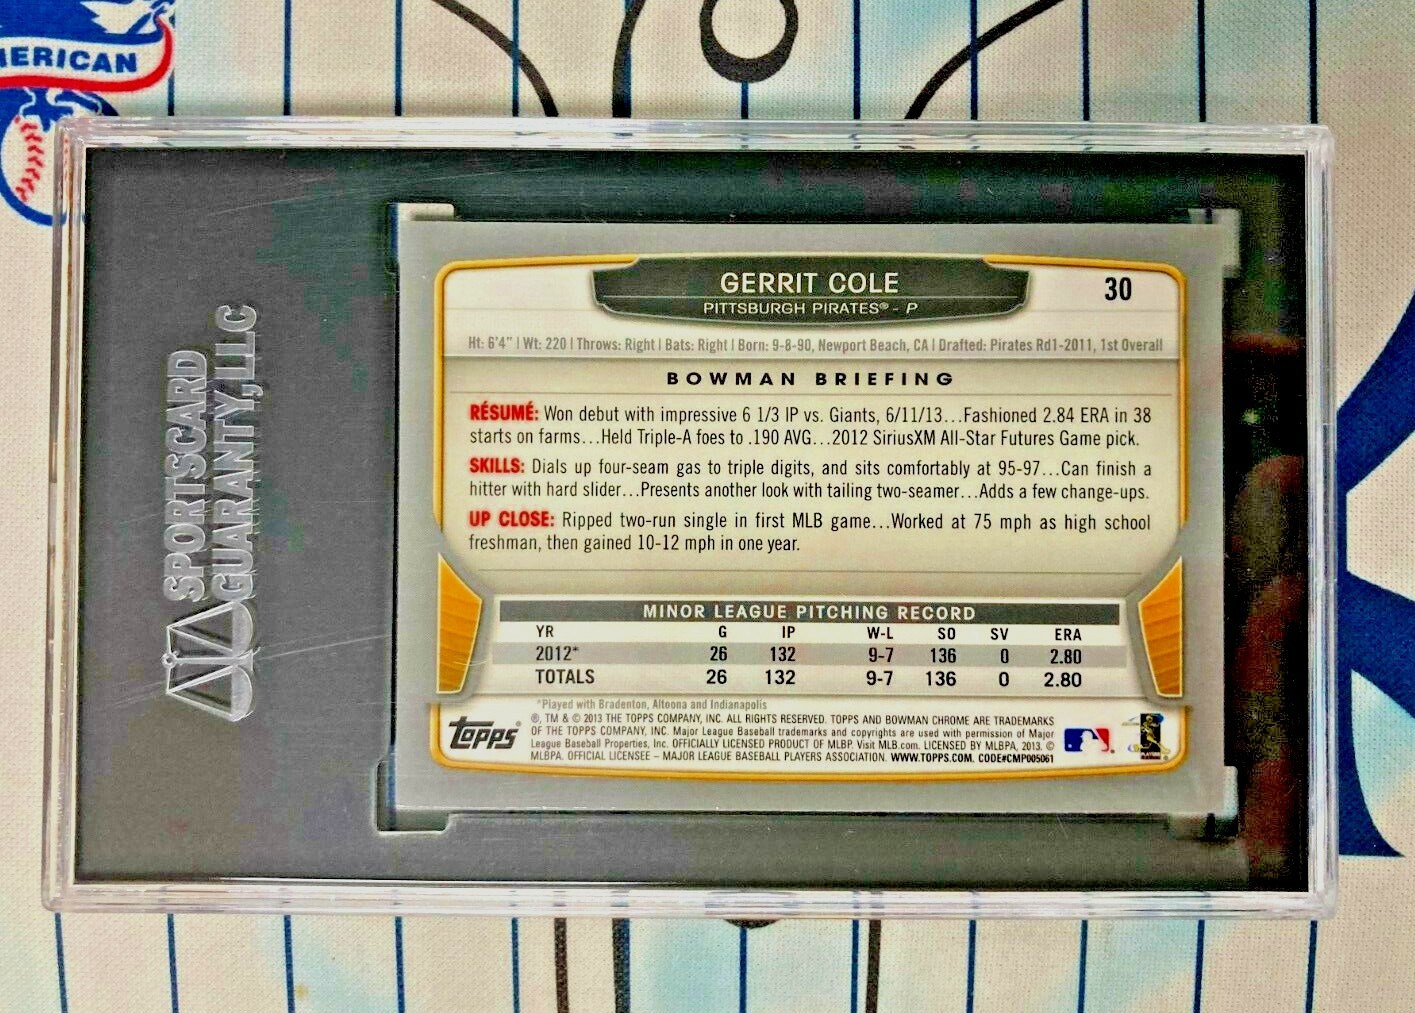 MERICAN
SPORTSCARD
GUARANTY, LLC
GERRIT COLE
PITTSBURGH PIRATES® - P
30
Ht: 6'4" | Wt: 220 | Throws: Right | Bats: Right | Born: 9-8-90, Newport Beach, CA | Drafted: Pirates Rd1-2011, 1st Overall
BOWMAN BRIEFING
RÉSUMÉ: Won debut with impressive 6 1/3 IP vs. Giants, 6/11/13...Fashioned 2.84 ERA in 38
starts on farms...Held Triple-A foes to .190 AVG...2012 SiriusXM All-Star Futures Game pick.
SKILLS: Dials up four-seam gas to triple digits, and sits comfortably at 95-97...Can finish a
hitter with hard slider...Presents another look with tailing two-seamer...Adds a few change-ups.
UP CLOSE: Ripped two-run single in first MLB game...Worked at 75 mph as high school
freshman, then gained 10-12 mph in one year.
MINOR LEAGUE PITCHING RECORD
YR G IP W-L SO SV ERA
2012* 26 132 9-7 136 0 2.80
TOTALS 26 132 9-7 136 0 2.80
*Played with Bradenton, Altoona and Indianapolis
Topps
®, TM & © 2013 THE TOPPS COMPANY, INC. ALL RIGHTS RESERVED. TOPPS AND BOWMAN CHROME ARE TRADEMARKS
OF THE TOPPS COMPANY, INC. Major League Baseball trademarks and copyrights are used with permission of Major
League Baseball Properties, Inc. OFFICIALLY LICENSED PRODUCT OF MLBP. Visit MLB.com. LICENSED BY MLBPA, 2013. ©
MLBPA. OFFICIAL LICENSEE – MAJOR LEAGUE BASEBALL PLAYERS ASSOCIATION. WWW.TOPPS.COM. CODE#CMP005061
PLAYERS